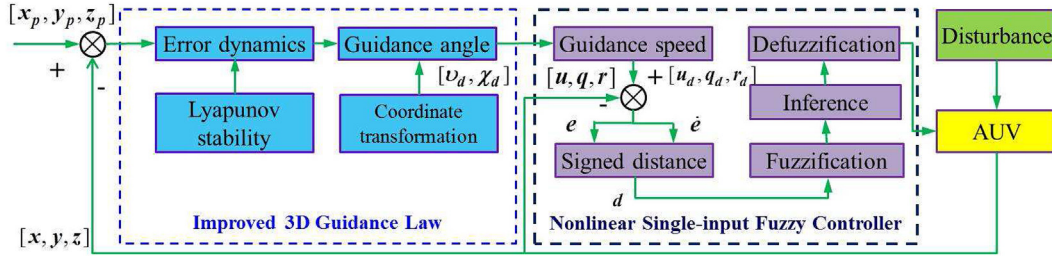 [x_p, y_p, z_p]
+
-
Error dynamics
Guidance angle
[υ_d, χ_d]
Lyapunov
stability
Coordinate
transformation
Improved 3D Guidance Law
Guidance speed
[u, q, r]
-
+ [u_d, q_d, r_d]
e
ė
Signed distance
d
Defuzzification
Inference
Fuzzification
Nonlinear Single-input Fuzzy Controller
Disturbance
AUV
[x, y, z]